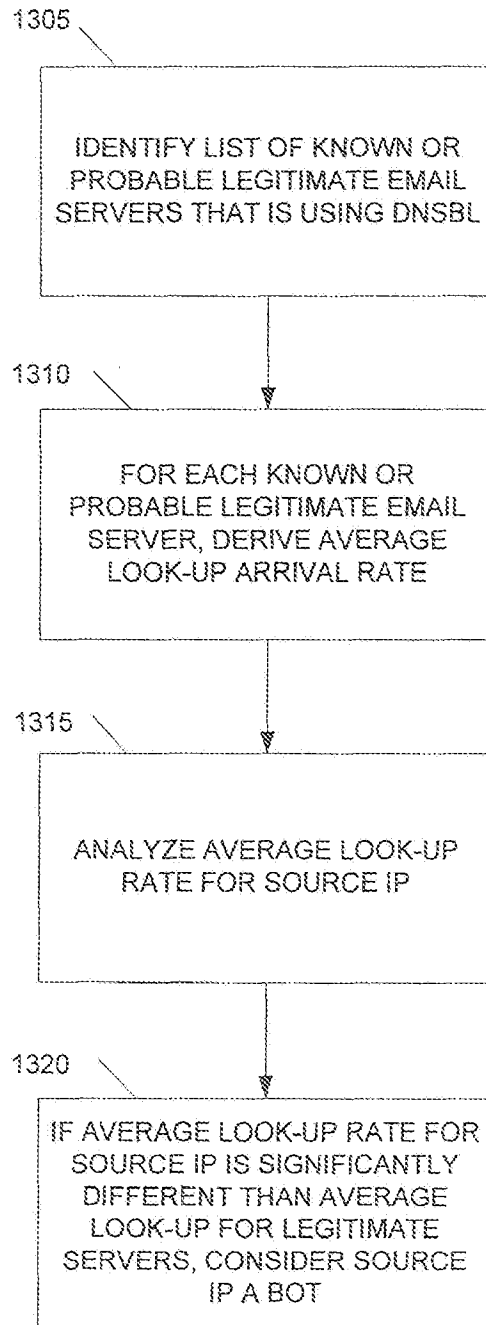 1305
IDENTIFY LIST OF KNOWN OR
PROBABLE LEGITIMATE EMAIL
SERVERS THAT IS USING DNSBL
1310
FOR EACH KNOWN OR
PROBABLE LEGITIMATE EMAIL
SERVER, DERIVE AVERAGE
LOOK-UP ARRIVAL RATE
1315
ANALYZE AVERAGE LOOK-UP
RATE FOR SOURCE IP
1320
IF AVERAGE LOOK-UP RATE FOR
SOURCE IP IS SIGNIFICANTLY
DIFFERENT THAN AVERAGE
LOOK-UP FOR LEGITIMATE
SERVERS, CONSIDER SOURCE
IP A BOT